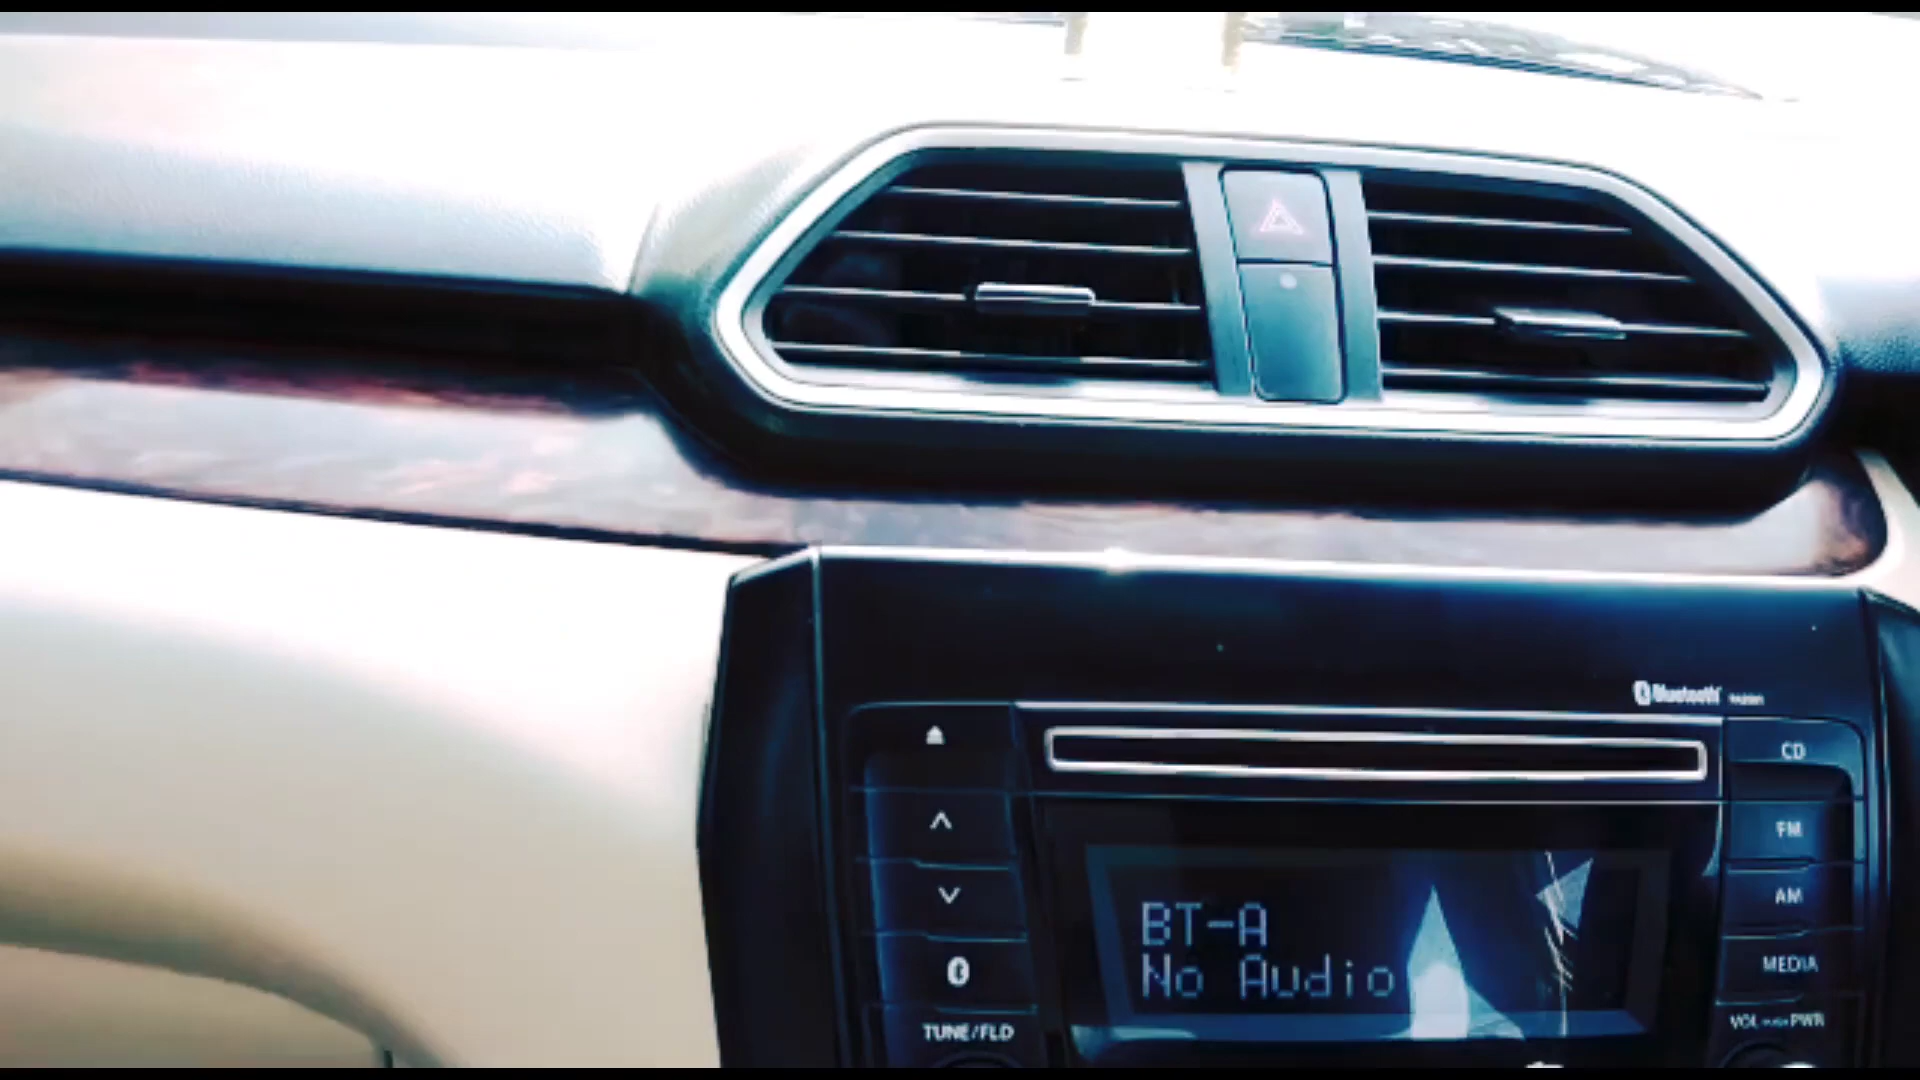 Bluetooth
CD
FM
AM
MEDIA
BT-A
No Audio
TUNE/FLD
VOL PWR